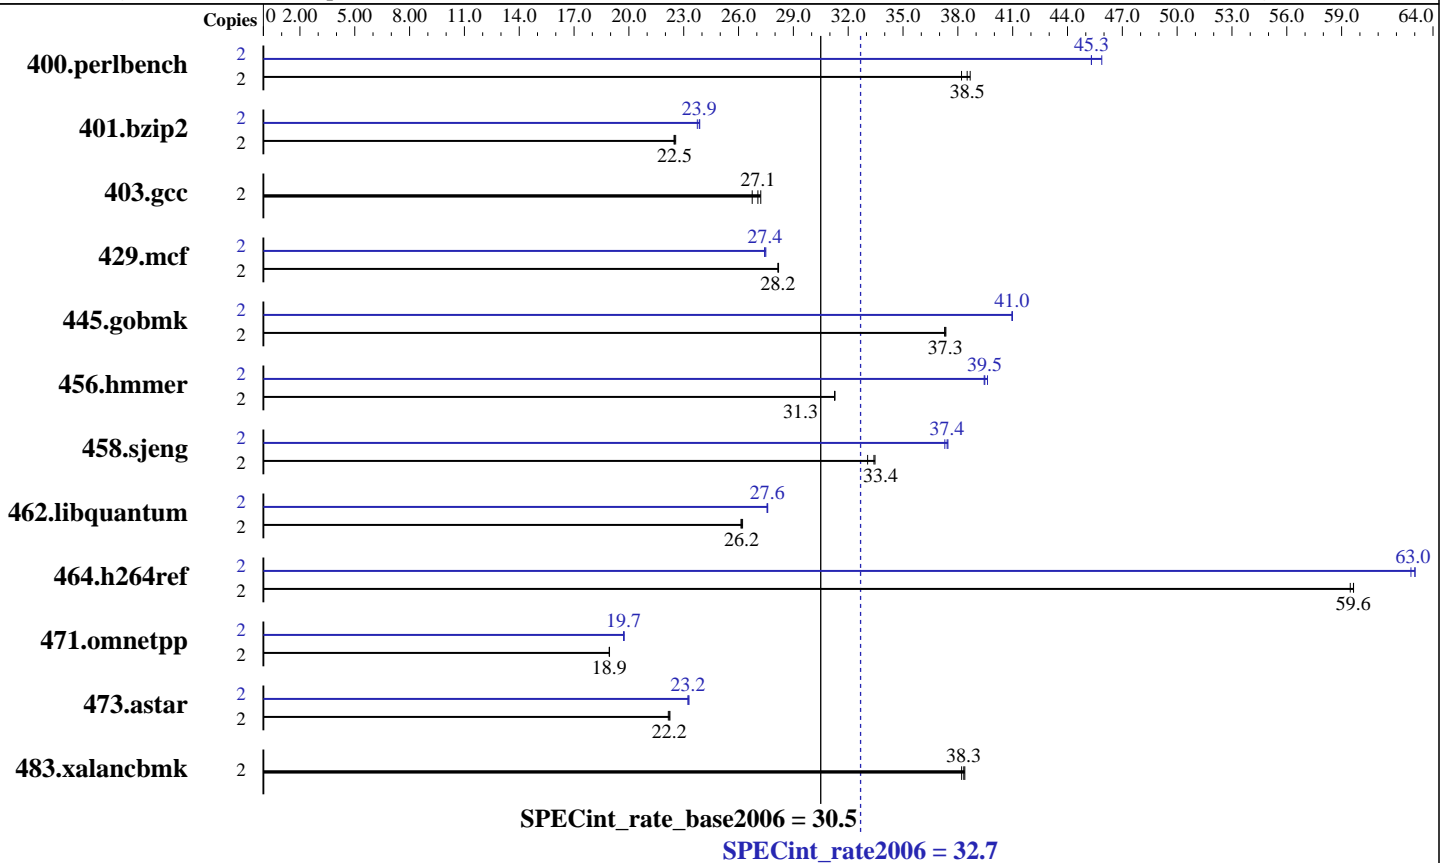 Copies 0 2.00 5.00 8.00 11.0 14.0 17.0 20.0 23.0 26.0 29.0 32.0 35.0 38.0 41.0 44.0 47.0 50.0 53.0 56.0 59.0 64.0
400.perlbench 2 45.3
2 38.5
401.bzip2 2 23.9
2 22.5
403.gcc 2 27.1
429.mcf 2 27.4
2 28.2
445.gobmk 2 41.0
2 37.3
456.hmmer 2 39.5
2 31.3
458.sjeng 2 37.4
2 33.4
462.libquantum 2 27.6
2 26.2
464.h264ref 2 63.0
2 59.6
471.omnetpp 2 19.7
2 18.9
473.astar 2 23.2
2 22.2
483.xalancbmk 2 38.3
SPECint_rate_base2006 = 30.5
SPECint_rate2006 = 32.7